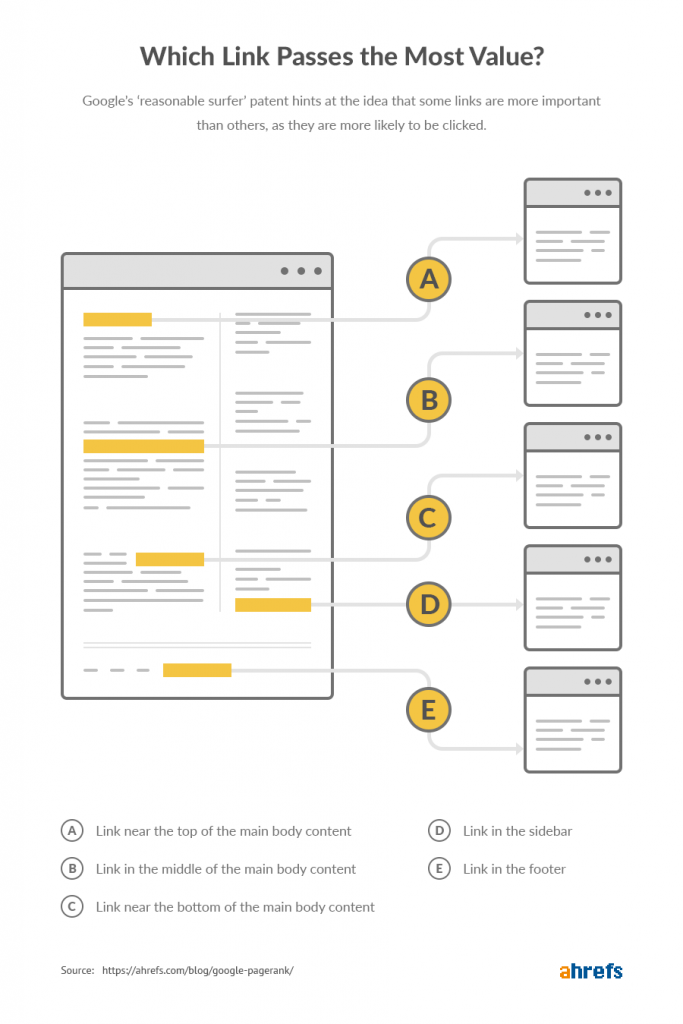 Which Link Passes the Most Value?
Google's ‘reasonable surfer’ patent hints at the idea that some links are more important
than others, as they are more likely to be clicked.
A
B
C
D
E
A Link near the top of the main body content
B Link in the middle of the main body content
C Link near the bottom of the main body content
D Link in the sidebar
E Link in the footer
Source: https://ahrefs.com/blog/google-pagerank/
ahrefs